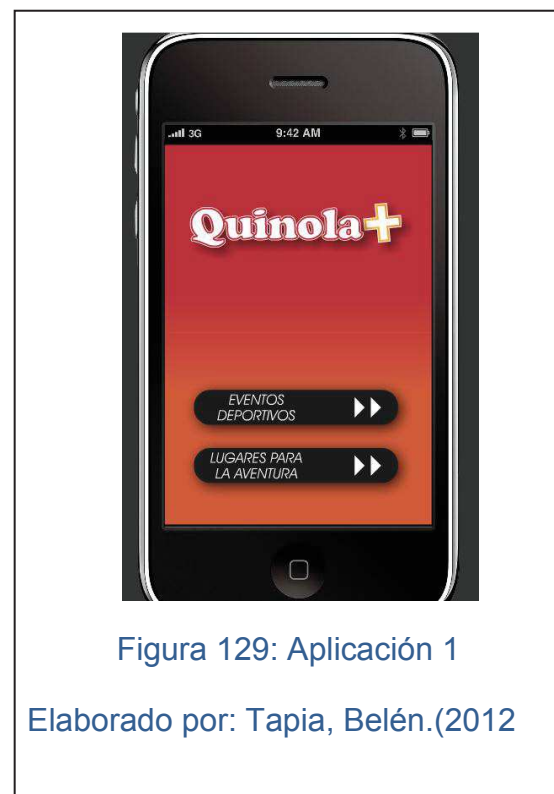 3G 9:42 AM
Quinola+
EVENTOS
DEPORTIVOS
LUGARES PARA
LA AVENTURA
Figura 129: Aplicación 1
Elaborado por: Tapia, Belén.(2012